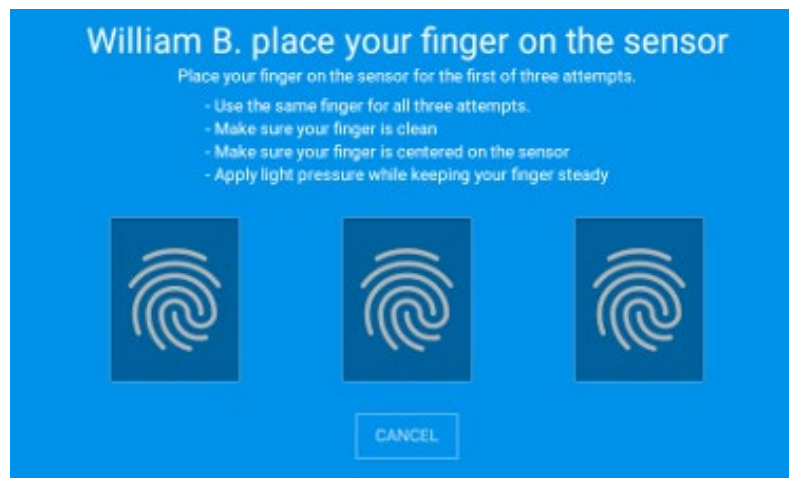 William B. place your finger on the sensor
Place your finger on the sensor for the first of three attempts.
- Use the same finger for all three attempts.
- Make sure your finger is clean
- Make sure your finger is centered on the sensor
- Apply light pressure while keeping your finger steady
CANCEL